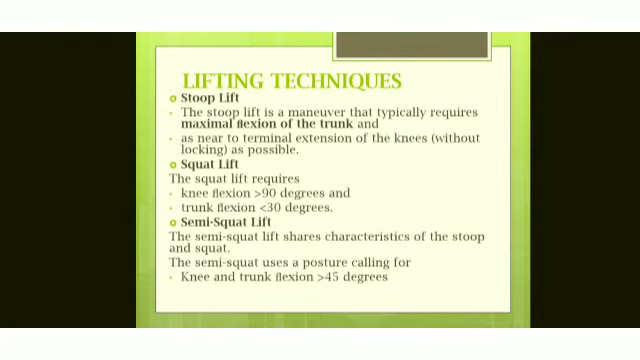 LIFTING TECHNIQUES
Stoop Lift
The stoop lift is a maneuver that typically requires
maximal flexion of the trunk and
as near to terminal extension of the knees (without
locking) as possible.
Squat Lift
The squat lift requires
knee flexion >90 degrees and
trunk flexion <30 degrees.
Semi-Squat Lift
The semi-squat lift shares characteristics of the stoop
and squat.
The semi-squat uses a posture calling for
Knee and trunk flexion >45 degrees